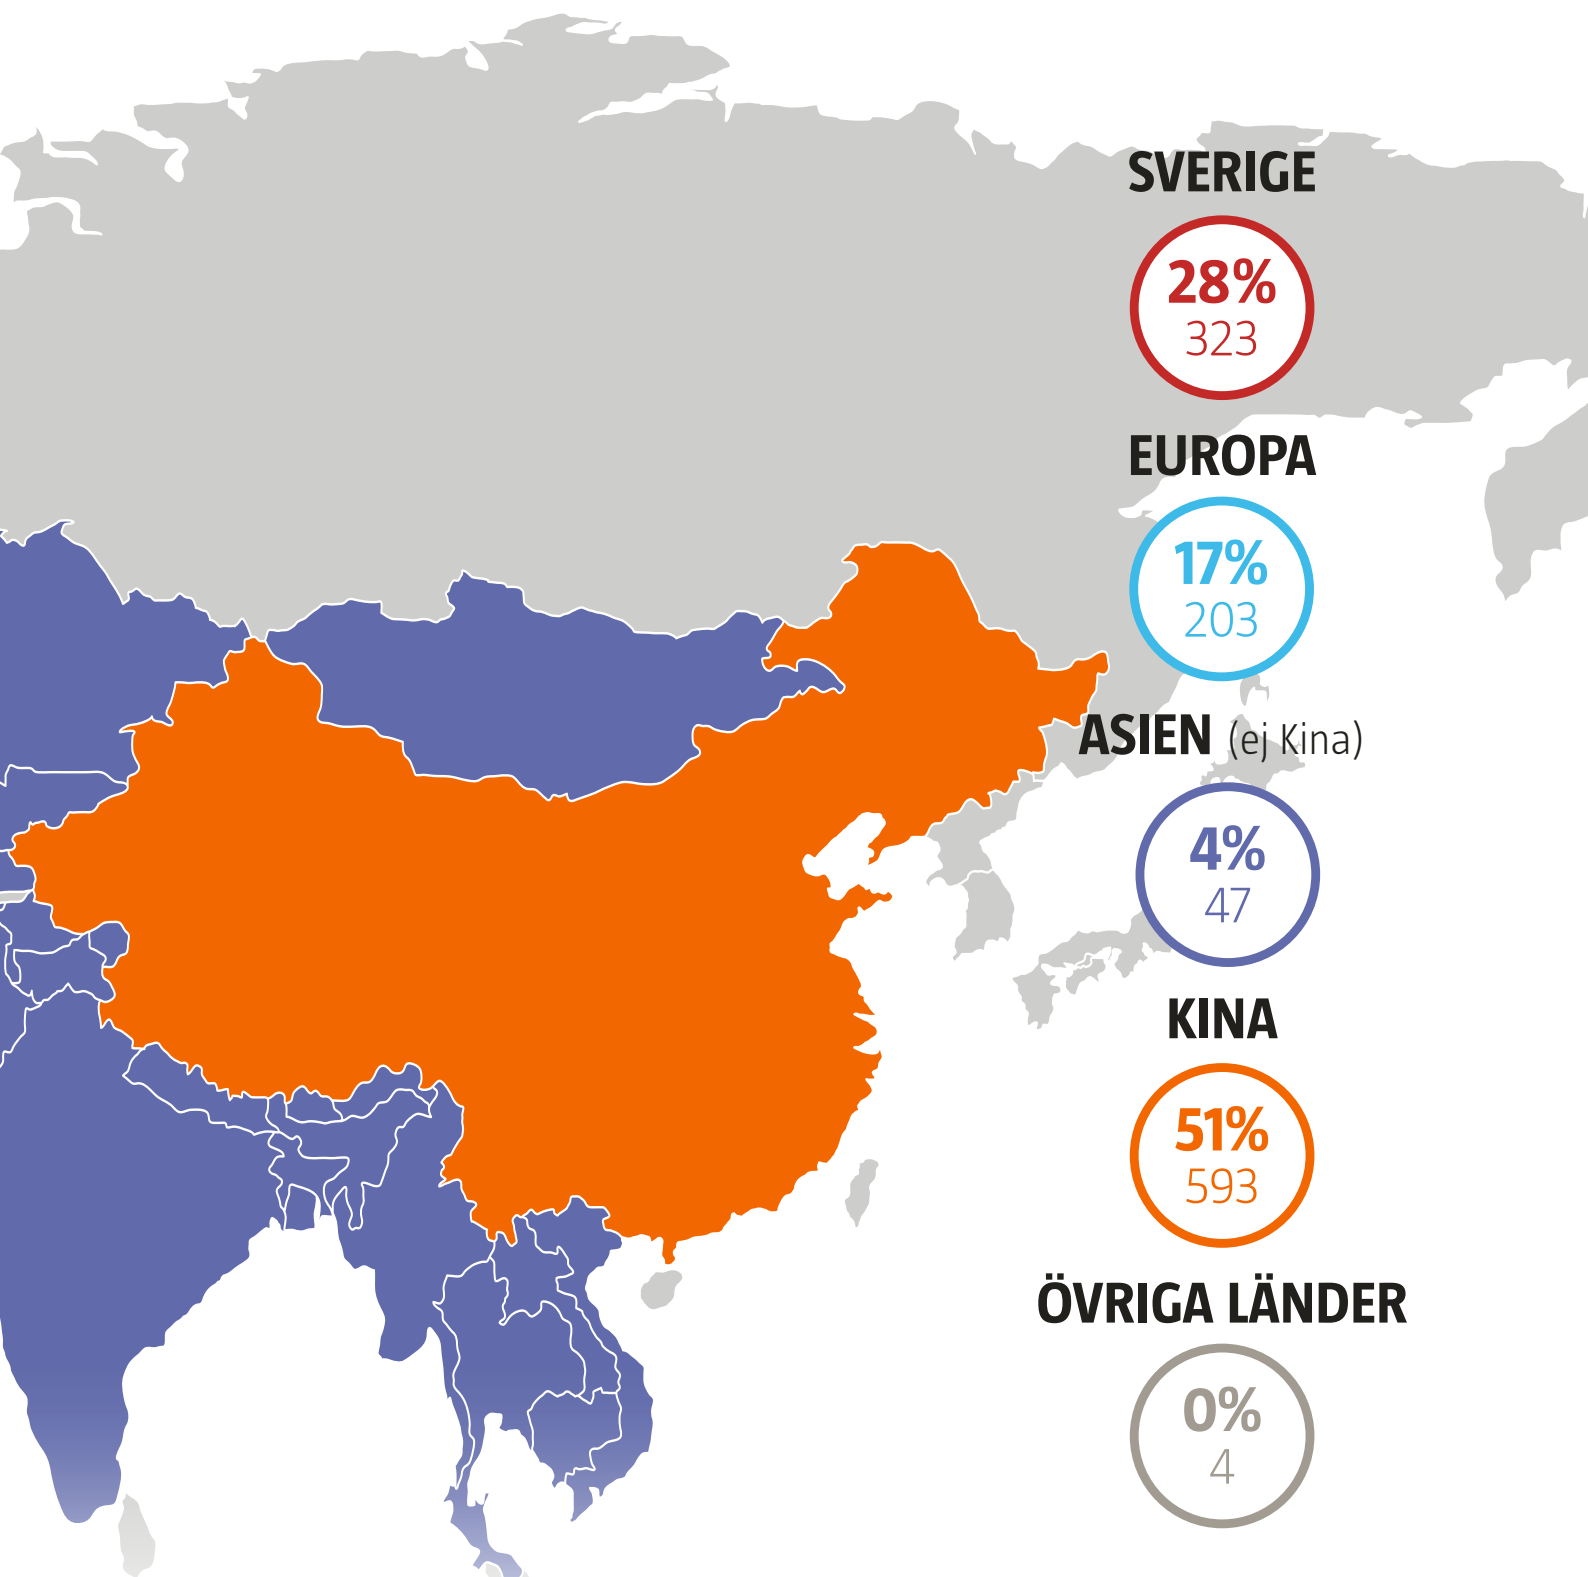 SVERIGE
28%
323
EUROPA
17%
203
ASIEN (ej Kina)
4%
47
KINA
51%
593
ÖVRIGA LÄNDER
0%
4